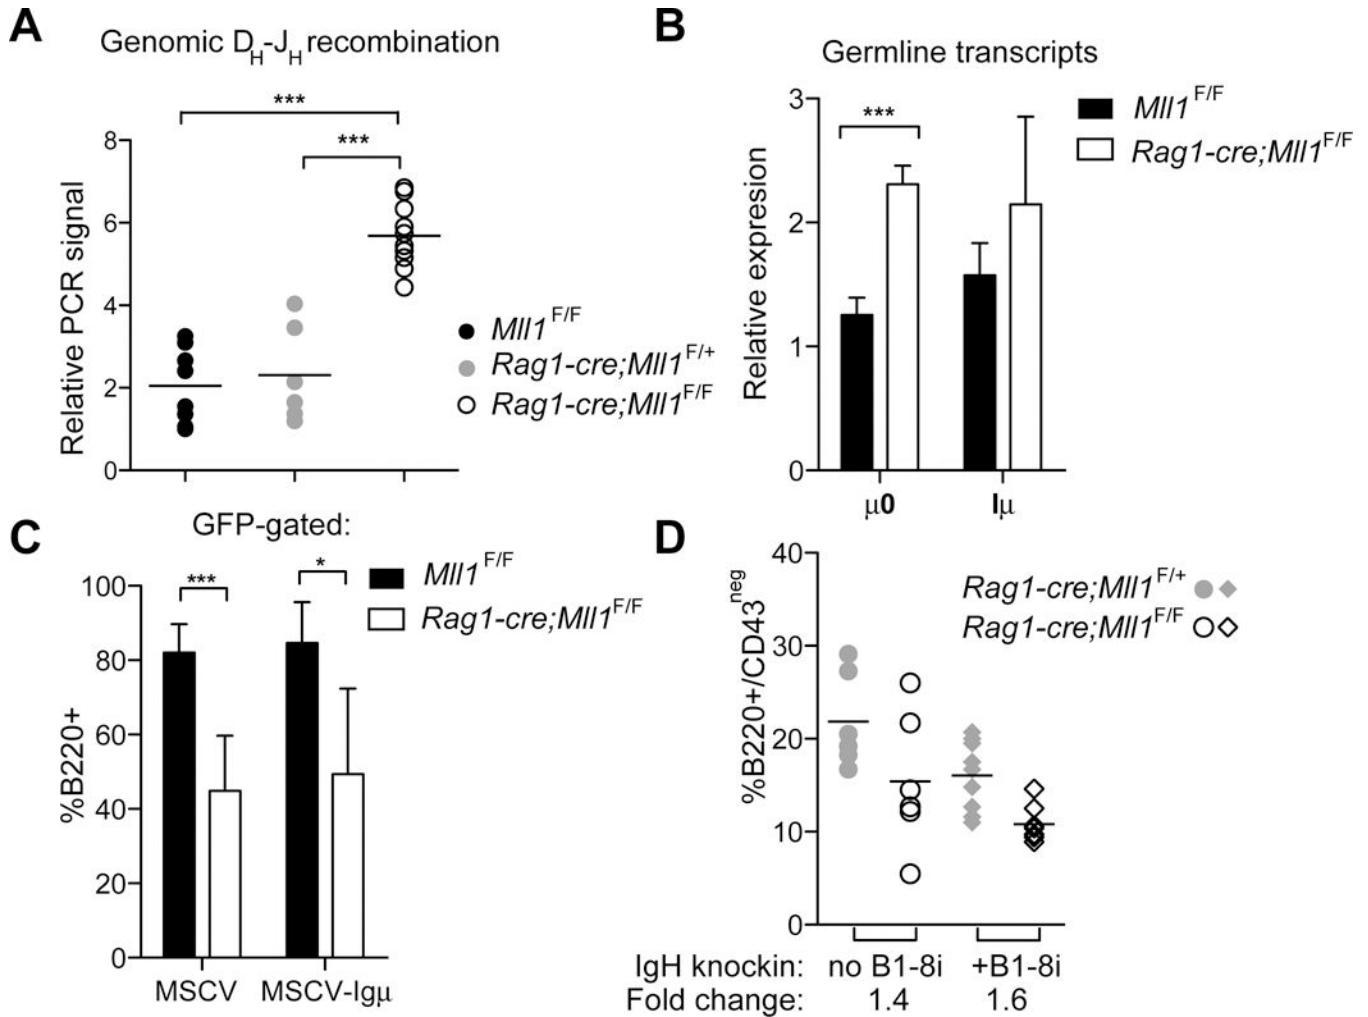 A
Genomic DH-JH recombination
***
***
Relative PCR signal
8
6
4
2
0
Mll1F/F
Rag1-cre;Mll1F/+
Rag1-cre;Mll1F/F
B
Germline transcripts
***
Relative expresion
3
2
1
0
μ0
Iμ
Mll1F/F
Rag1-cre;Mll1F/F
C
GFP-gated:
***
*
%B220+
100
80
60
40
20
0
MSCV
MSCV-Igμ
Mll1F/F
Rag1-cre;Mll1F/F
D
%B220+/CD43neg
40
30
20
10
0
Rag1-cre;Mll1F/+
Rag1-cre;Mll1F/F
IgH knockin: no B1-8i +B1-8i
Fold change: 1.4 1.6